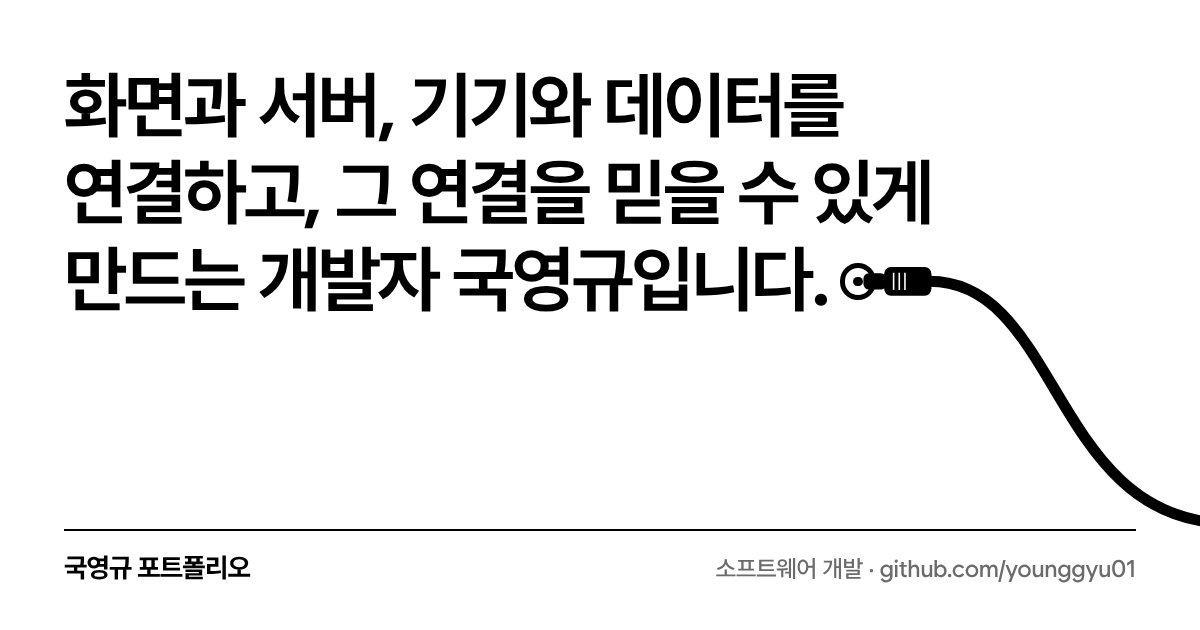 화면과 서버, 기기와 데이터를
연결하고, 그 연결을 믿을 수 있게
만드는 개발자 국영규입니다.
국영규 포트폴리오
소프트웨어 개발 · github.com/younggyu01